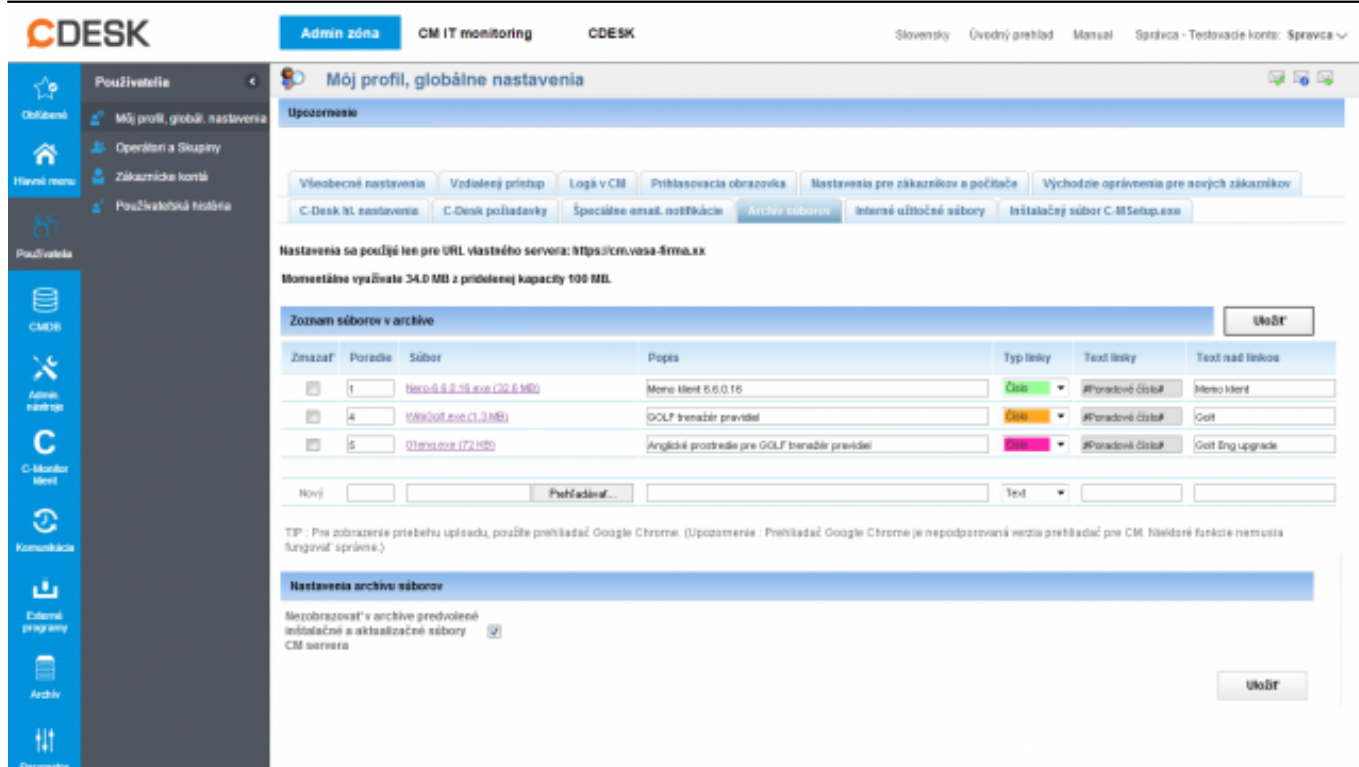 CDESK
Admin zóna
CM IT monitoring
CDESK
Slovensky
Úvodný prehľad
Manual
Správca - Testovacie konto: Spravca
Obľúbené
Hlavné menu
Používatelia
CMDB
Admin. nástroje
C-Monitor klient
Komunikácia
Externé programy
Archív
Používatelia
Môj profil, globál. nastavenia
Operátori a Skupiny
Zákaznícke kontá
Používateľská história
Môj profil, globálne nastavenia
Upozornenie
Všeobecné nastavenia
Vzdialený prístup
Logá v CM
Prihlasovacia obrazovka
Nastavenia pre zákazníkov a počítače
Východzie oprávnenia pre nových zákazníkov
C-Desk hl. nastavenia
C-Desk požiadavky
Špeciálne email. notifikácie
Archív súborov
Interné užitočné súbory
Inštalačný súbor C-MSetup.exe
Nastavenia sa použijú len pre URL vlastného servera: https://cm.vasa-firma.xx
Momentálne využívate 34.0 MB z pridelenej kapacity 100 MB.
Zoznam súborov v archíve
Uložiť
Zmazať Poradie Súbor Popis Typ linky Text linky Text nad linkou
1 Nero-6.6.0.16.exe (32.6 MB) Memo klient 6.6.0.16 Číslo #Poradové číslo# Memo klient
4 GOLF trenažér pravidiel Číslo #Poradové číslo# Golf
5 01eng.exe (72 KB) Anglické prostredie pre GOLF trenažér pravidiel Číslo #Poradové číslo# Golf Eng upgrade
Nový Prehľadávať... Text
TIP : Pre zobrazenie priebehu uploadu, použite prehliadač Google Chrome. (Upozornenie : Prehliadač Google Chrome je nepodporovaná verzia prehliadač pre CM. Niektoré funkcie nemusia
fungovať správne.)
Nastavenia archívu súborov
Nezobrazovať v archíve predvolené
inštalačné a aktualizačné súbory
CM servera
Uložiť